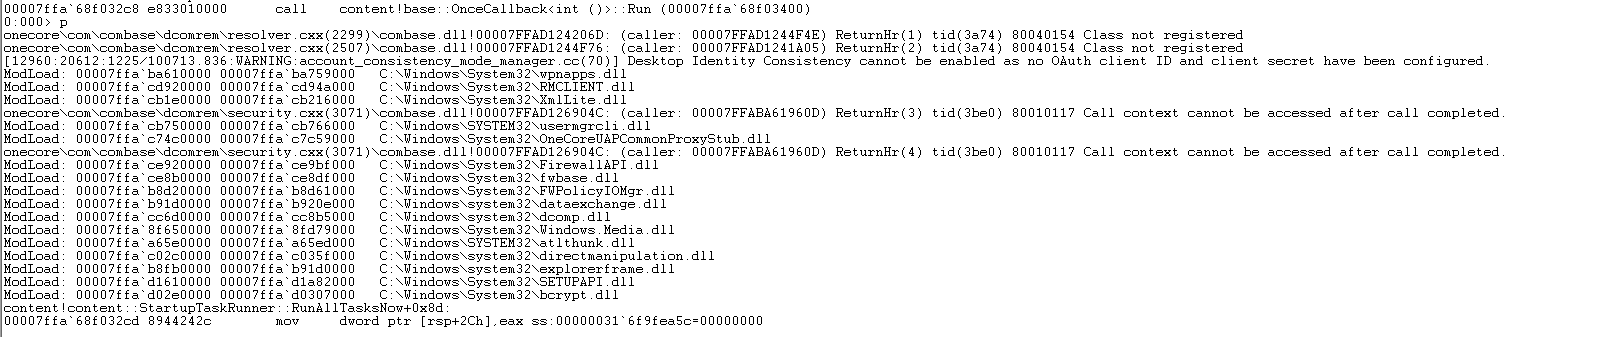 00007ffa`68f032c8 e833010000      call    content!base::OnceCallback<int ()>::Run (00007ffa`68f03400)
0:000> p
onecore\com\combase\dcomrem\resolver.cxx(2299)\combase.dll!00007FFAD124206D: (caller: 00007FFAD1244F4E) ReturnHr(1) tid(3a74) 80040154 Class not registered
onecore\com\combase\dcomrem\resolver.cxx(2507)\combase.dll!00007FFAD1244F76: (caller: 00007FFAD1241A05) ReturnHr(2) tid(3a74) 80040154 Class not registered
[12960:20612:1225/100713.836:WARNING:account_consistency_mode_manager.cc(70)] Desktop Identity Consistency cannot be enabled as no OAuth client ID and client secret have been configured.
ModLoad: 00007ffa`ba610000 00007ffa`ba759000   C:\Windows\System32\wpnapps.dll
ModLoad: 00007ffa`cd920000 00007ffa`cd94a000   C:\Windows\System32\RMCLIENT.dll
ModLoad: 00007ffa`cb1e0000 00007ffa`cb216000   C:\Windows\System32\XmlLite.dll
onecore\com\combase\dcomrem\security.cxx(3071)\combase.dll!00007FFAD126904C: (caller: 00007FFABA61960D) ReturnHr(3) tid(3be0) 80010117 Call context cannot be accessed after call completed.
ModLoad: 00007ffa`cb750000 00007ffa`cb766000   C:\Windows\SYSTEM32\usermgrcli.dll
ModLoad: 00007ffa`c74c0000 00007ffa`c7c59000   C:\Windows\System32\OneCoreUAPCommonProxyStub.dll
onecore\com\combase\dcomrem\security.cxx(3071)\combase.dll!00007FFAD126904C: (caller: 00007FFABA61960D) ReturnHr(4) tid(3be0) 80010117 Call context cannot be accessed after call completed.
ModLoad: 00007ffa`ce920000 00007ffa`ce9bf000   C:\Windows\System32\FirewallAPI.dll
ModLoad: 00007ffa`ce8b0000 00007ffa`ce8df000   C:\Windows\System32\fwbase.dll
ModLoad: 00007ffa`b8d20000 00007ffa`b8d61000   C:\Windows\System32\FWPolicyIOMgr.dll
ModLoad: 00007ffa`b91d0000 00007ffa`b920e000   C:\Windows\system32\dataexchange.dll
ModLoad: 00007ffa`cc6d0000 00007ffa`cc8b5000   C:\Windows\system32\dcomp.dll
ModLoad: 00007ffa`8f650000 00007ffa`8fd79000   C:\Windows\System32\Windows.Media.dll
ModLoad: 00007ffa`a65e0000 00007ffa`a65ed000   C:\Windows\SYSTEM32\atlthunk.dll
ModLoad: 00007ffa`c02c0000 00007ffa`c035f000   C:\Windows\system32\directmanipulation.dll
ModLoad: 00007ffa`b8fb0000 00007ffa`b91d0000   C:\Windows\system32\explorerframe.dll
ModLoad: 00007ffa`d1610000 00007ffa`d1a82000   C:\Windows\System32\SETUPAPI.dll
ModLoad: 00007ffa`d02e0000 00007ffa`d0307000   C:\Windows\System32\bcrypt.dll
content!content::StartupTaskRunner::RunAllTasksNow+0x8d:
00007ffa`68f032cd 8944242c        mov     dword ptr [rsp+2Ch],eax ss:00000031`6f9fea5c=00000000